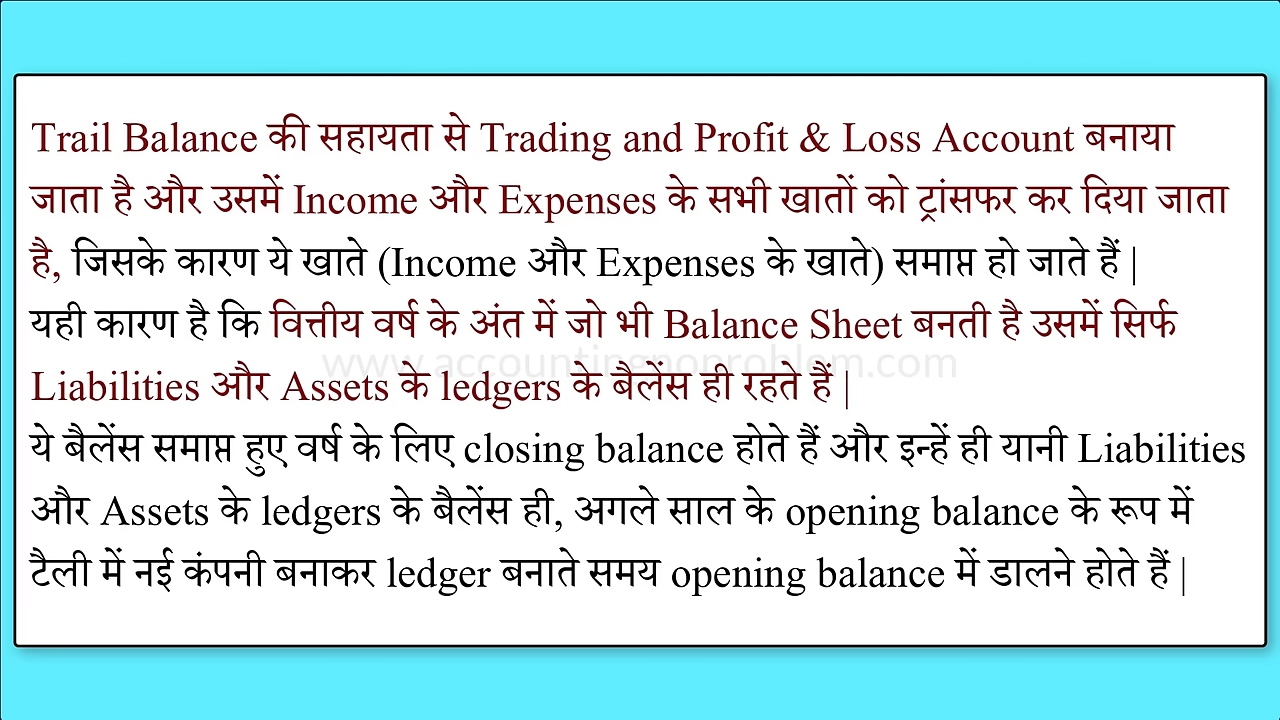 Trail Balance की सहायता से Trading and Profit & Loss Account बनाया
जाता है और उसमें Income और Expenses के सभी खातों को ट्रांसफर कर दिया जाता
है, जिसके कारण ये खाते (Income और Expenses के खाते) समाप्त हो जाते हैं |
यही कारण है कि वित्तीय वर्ष के अंत में जो भी Balance Sheet बनती है उसमें सिर्फ
www.accountingnoproblem.com
Liabilities और Assets के ledgers के बैलेंस ही रहते हैं |
ये बैलेंस समाप्त हुए वर्ष के लिए closing balance होते हैं और इन्हें ही यानी Liabilities
और Assets के ledgers के बैलेंस ही, अगले साल के opening balance के रूप में
टैली में नई कंपनी बनाकर ledger बनाते समय opening balance में डालने होते हैं |